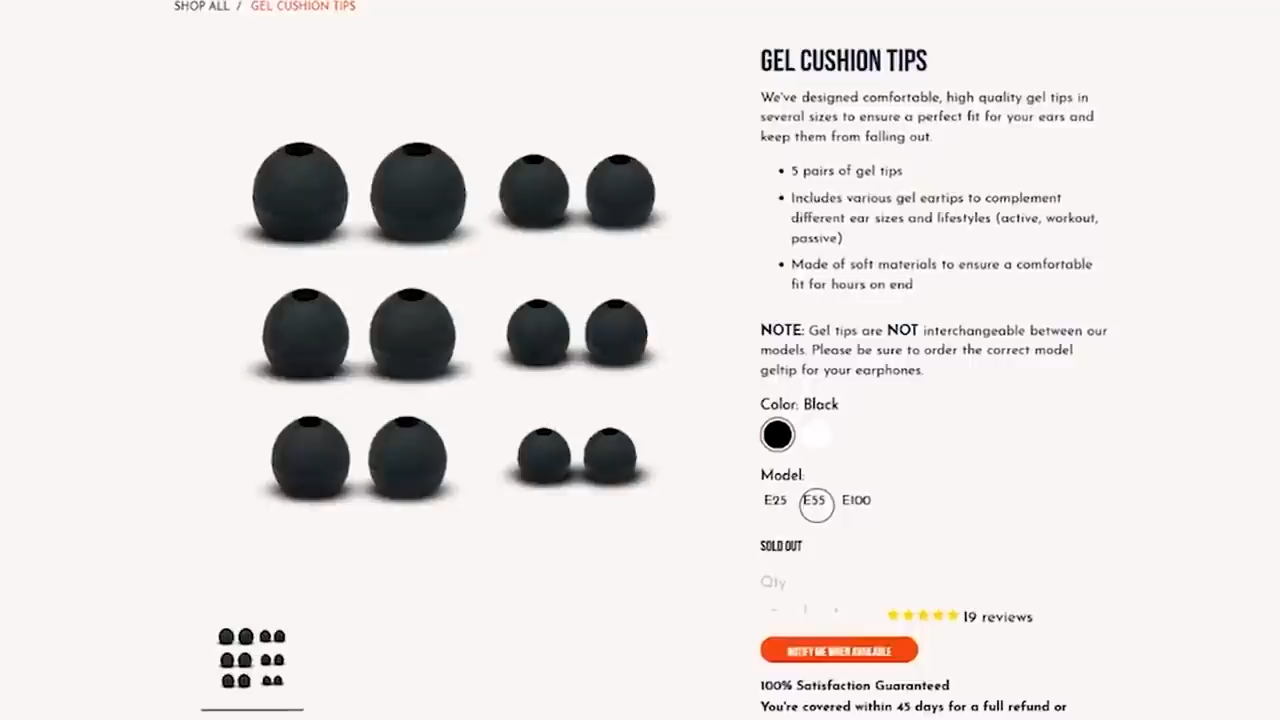 SHOP ALL / GEL CUSHION TIPS
GEL CUSHION TIPS
We've designed comfortable, high quality gel tips in
several sizes to ensure a perfect fit for your ears and
keep them from falling out.
• 5 pairs of gel tips
• Includes various gel eartips to complement
different ear sizes and lifestyles (active, workout,
passive)
• Made of soft materials to ensure a comfortable
fit for hours on end
NOTE: Gel tips are NOT interchangeable between our
models. Please be sure to order the correct model
geltip for your earphones.
Color: Black
Model:
E25 E55 E100
SOLD OUT
Qty
- 1 +
19 reviews
NOTIFY ME WHEN AVAILABLE
100% Satisfaction Guaranteed
You're covered within 45 days for a full refund or